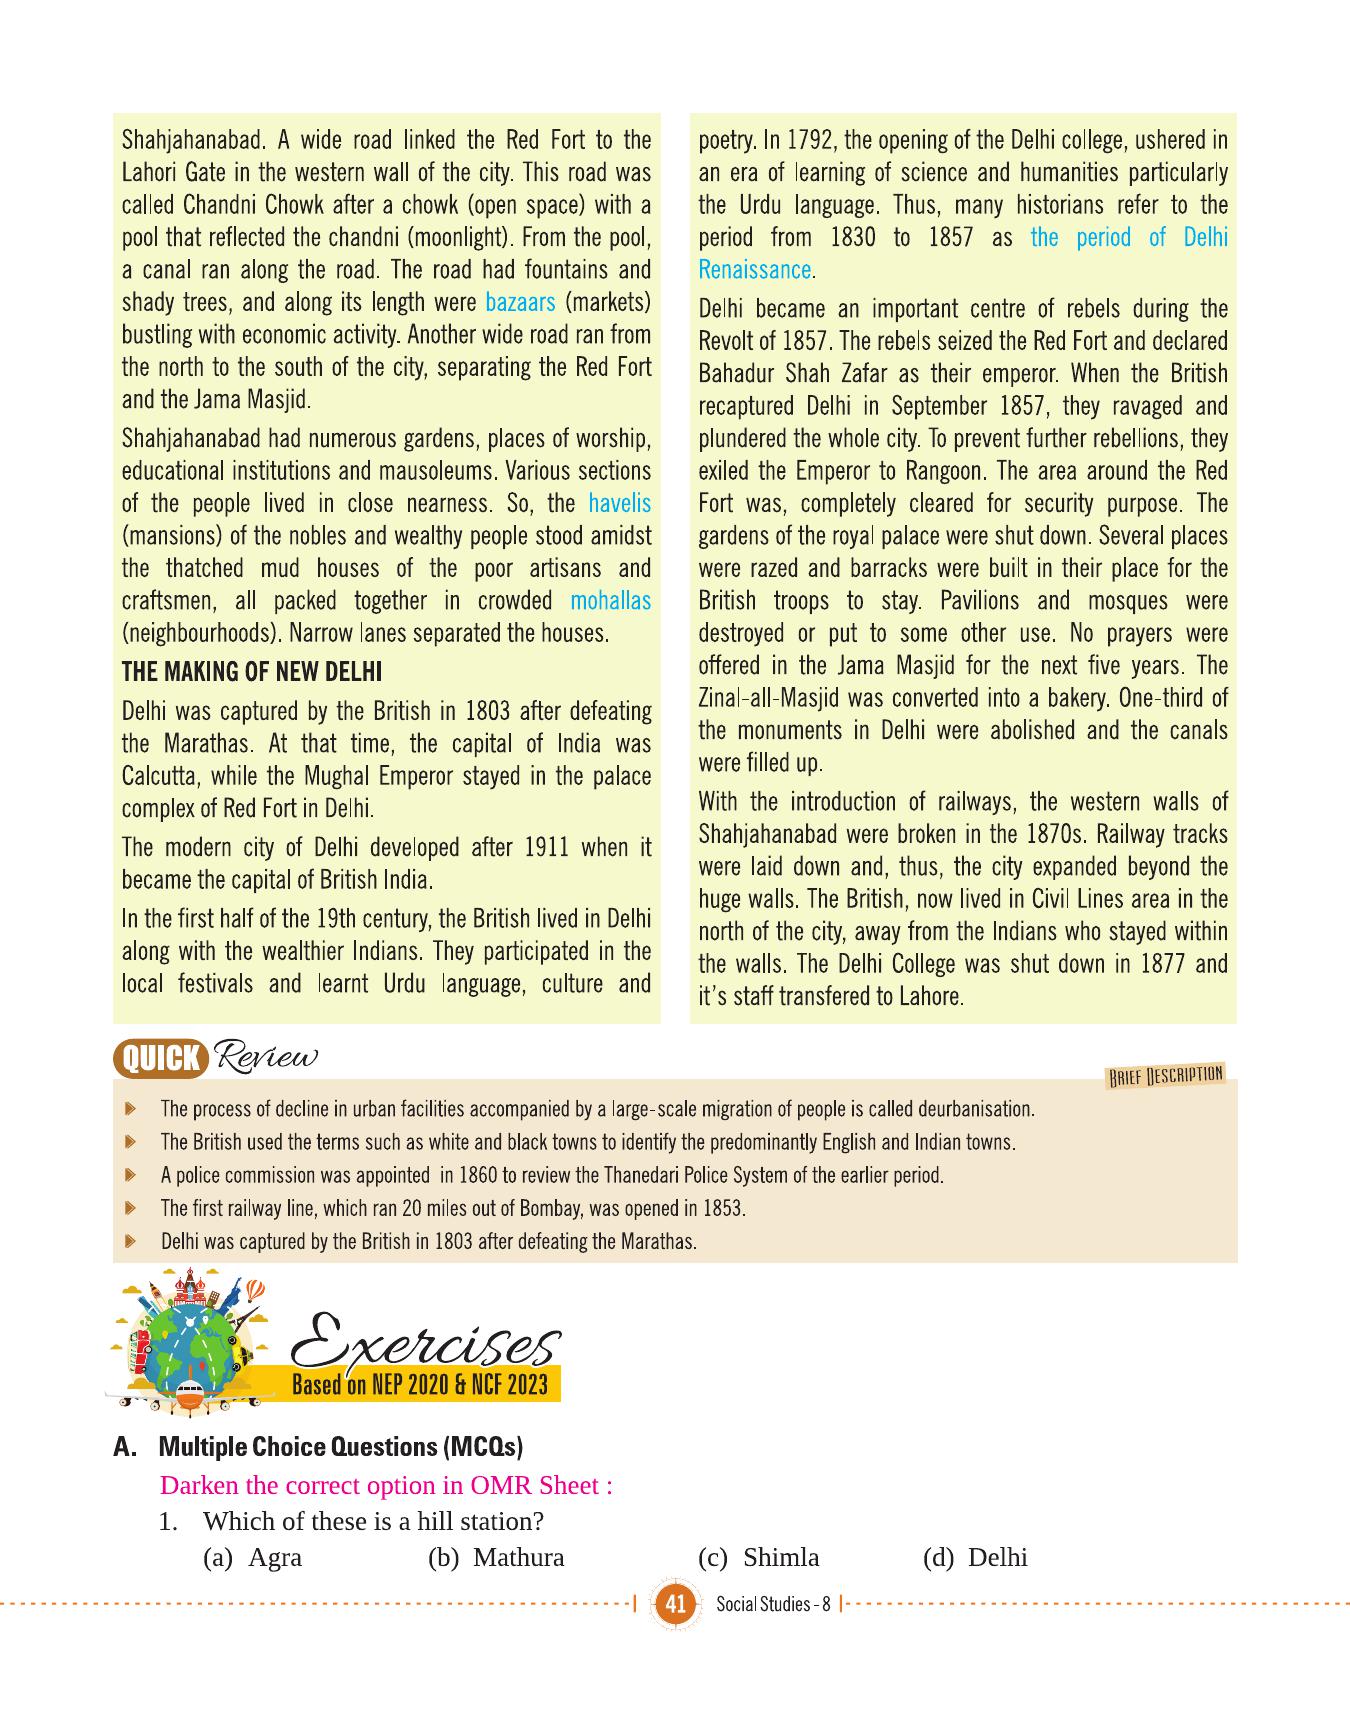 Shahjahanabad. A wide road linked the Red Fort to the
Lahori Gate in the western wall of the city. This road was
called Chandni Chowk after a chowk (open space) with a
pool that reflected the chandni (moonlight). From the pool,
a canal ran along the road. The road had fountains and
shady trees, and along its length were bazaars (markets)
bustling with economic activity. Another wide road ran from
the north to the south of the city, separating the Red Fort
and the Jama Masjid.
Shahjahanabad had numerous gardens, places of worship,
educational institutions and mausoleums. Various sections
of the people lived in close nearness. So, the havelis
(mansions) of the nobles and wealthy people stood amidst
the thatched mud houses of the poor artisans and
craftsmen, all packed together in crowded mohallas
(neighbourhoods). Narrow lanes separated the houses.
THE MAKING OF NEW DELHI
Delhi was captured by the British in 1803 after defeating
the Marathas. At that time, the capital of India was
Calcutta, while the Mughal Emperor stayed in the palace
complex of Red Fort in Delhi.
The modern city of Delhi developed after 1911 when it
became the capital of British India.
In the first half of the 19th century, the British lived in Delhi
along with the wealthier Indians. They participated in the
local festivals and learnt Urdu language, culture and
poetry. In 1792, the opening of the Delhi college, ushered in
an era of learning of science and humanities particularly
the Urdu language. Thus, many historians refer to the
period from 1830 to 1857 as the period of Delhi
Renaissance.
Delhi became an important centre of rebels during the
Revolt of 1857. The rebels seized the Red Fort and declared
Bahadur Shah Zafar as their emperor. When the British
recaptured Delhi in September 1857, they ravaged and
plundered the whole city. To prevent further rebellions, they
exiled the Emperor to Rangoon. The area around the Red
Fort was, completely cleared for security purpose. The
gardens of the royal palace were shut down. Several places
were razed and barracks were built in their place for the
British troops to stay. Pavilions and mosques were
destroyed or put to some other use. No prayers were
offered in the Jama Masjid for the next five years. The
Zinal-all-Masjid was converted into a bakery. One-third of
the monuments in Delhi were abolished and the canals
were filled up.
With the introduction of railways, the western walls of
Shahjahanabad were broken in the 1870s. Railway tracks
were laid down and, thus, the city expanded beyond the
huge walls. The British, now lived in Civil Lines area in the
north of the city, away from the Indians who stayed within
the walls. The Delhi College was shut down in 1877 and
it's staff transfered to Lahore.
QUICK Review
BRIEF DESCRIPTION
The process of decline in urban facilities accompanied by a large-scale migration of people is called deurbanisation.
The British used the terms such as white and black towns to identify the predominantly English and Indian towns.
A police commission was appointed in 1860 to review the Thanedari Police System of the earlier period.
The first railway line, which ran 20 miles out of Bombay, was opened in 1853.
Delhi was captured by the British in 1803 after defeating the Marathas.
Exercises
Based on NEP 2020 & NCF 2023
A. Multiple Choice Questions (MCQs)
Darken the correct option in OMR Sheet :
1. Which of these is a hill station?
(a) Agra (b) Mathura (c) Shimla (d) Delhi
41 Social Studies - 8